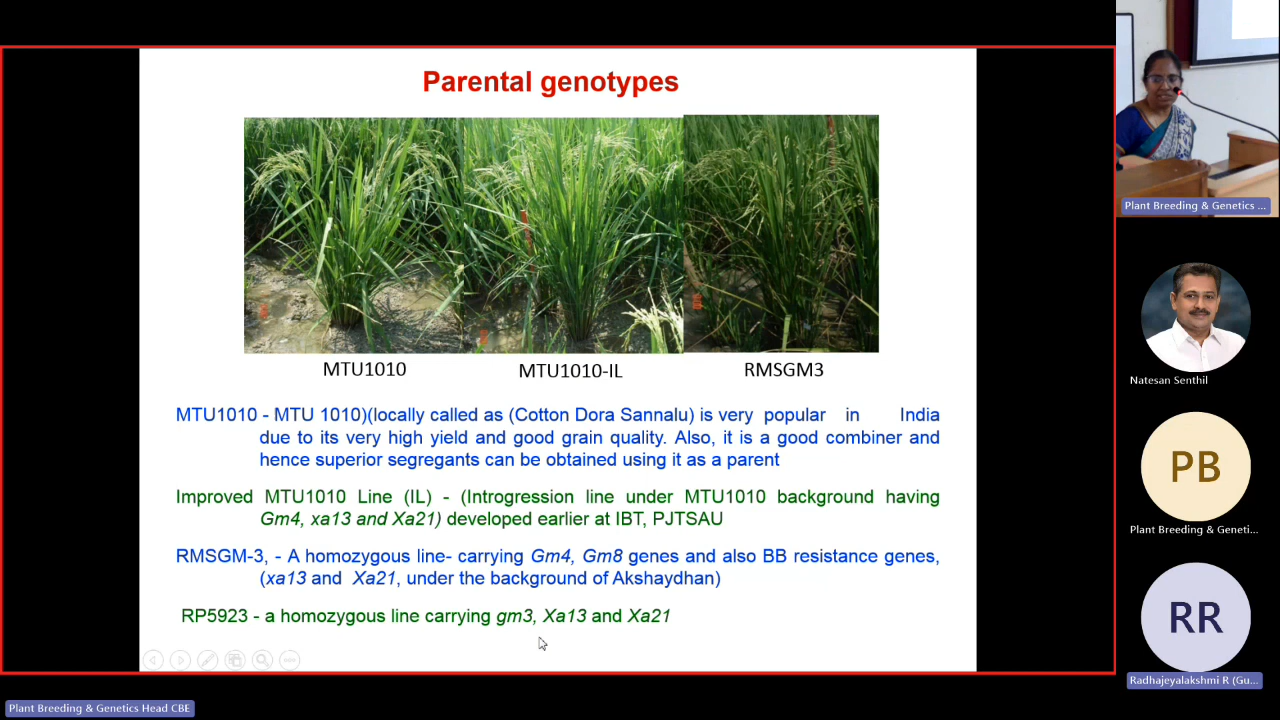 Parental genotypes
MTU1010
MTU1010-IL
RMSGM3
MTU1010 - MTU 1010)(locally called as (Cotton Dora Sannalu) is very popular in India
due to its very high yield and good grain quality. Also, it is a good combiner and
hence superior segregants can be obtained using it as a parent
Improved MTU1010 Line (IL) - (Introgression line under MTU1010 background having
Gm4, xa13 and Xa21) developed earlier at IBT, PJTSAU
RMSGM-3, - A homozygous line- carrying Gm4, Gm8 genes and also BB resistance genes,
(xa13 and Xa21, under the background of Akshaydhan)
RP5923 - a homozygous line carrying gm3, Xa13 and Xa21
Plant Breeding & Genetics ...
Natesan Senthil
PB
Plant Breeding & Geneti...
RR
Radhajeyalakshmi R (Gu...
Plant Breeding & Genetics Head CBE